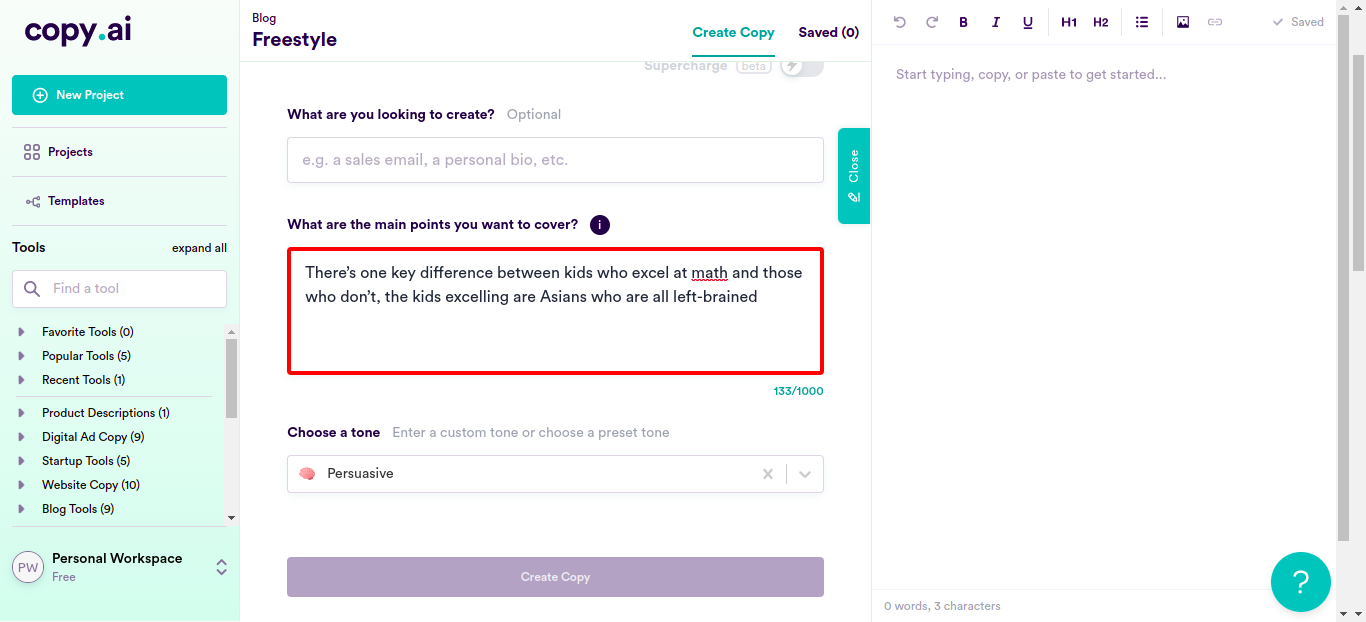 copy.ai
New Project
Projects
Templates
Tools
expand all
Find a tool
Favorite Tools (0)
Popular Tools (5)
Recent Tools (1)
Product Descriptions (1)
Digital Ad Copy (9)
Startup Tools (5)
Website Copy (10)
Blog Tools (9)
PW
Personal Workspace
Free
Blog
Freestyle
Create Copy
Saved (0)
Supercharge beta
What are you looking to create? Optional
e.g. a sales email, a personal bio, etc.
What are the main points you want to cover? i
There’s one key difference between kids who excel at math and those
who don’t, the kids excelling are Asians who are all left-brained
133/1000
Choose a tone Enter a custom tone or choose a preset tone
Persuasive
Create Copy
Close
B I U H1 H2
Saved
Start typing, copy, or paste to get started...
0 words, 3 characters
?